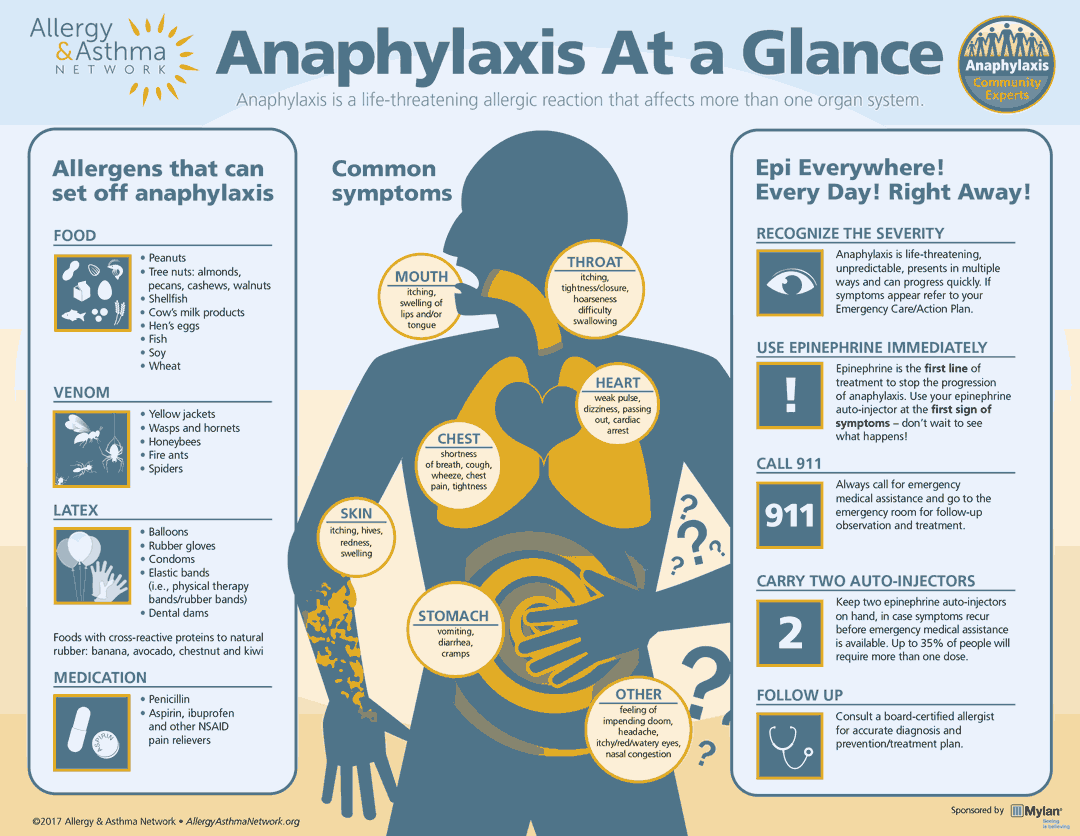 Allergy
&Asthma
NETWORK
Anaphylaxis At a Glance
Anaphylaxis is a life-threatening allergic reaction that affects more than one organ system.
Anaphylaxis
Community
Experts
Allergens that can
set off anaphylaxis
FOOD
• Peanuts
• Tree nuts: almonds,
pecans, cashews, walnuts
• Shellfish
• Cow's milk products
• Hen's eggs
• Fish
• Soy
• Wheat
VENOM
• Yellow jackets
• Wasps and hornets
• Honeybees
• Fire ants
• Spiders
LATEX
• Balloons
• Rubber gloves
• Condoms
• Elastic bands
(i.e., physical therapy
bands/rubber bands)
• Dental dams
Foods with cross-reactive proteins to natural
rubber: banana, avocado, chestnut and kiwi
MEDICATION
• Penicillin
• Aspirin, ibuprofen
and other NSAID
pain relievers
ASPIRIN
Common
symptoms
MOUTH
itching,
swelling of
lips and/or
tongue
THROAT
itching,
tightness/closure,
hoarseness
difficulty
swallowing
HEART
weak pulse,
dizziness, passing
out, cardiac
arrest
CHEST
shortness
of breath, cough,
wheeze, chest
pain, tightness
SKIN
itching, hives,
redness,
swelling
STOMACH
vomiting,
diarrhea,
cramps
OTHER
feeling of
impending doom,
headache,
itchy/red/watery eyes,
nasal congestion
?
?
?
?
?
?
Epi Everywhere!
Every Day! Right Away!
RECOGNIZE THE SEVERITY
Anaphylaxis is life-threatening,
unpredictable, presents in multiple
ways and can progress quickly. If
symptoms appear refer to your
Emergency Care/Action Plan.
USE EPINEPHRINE IMMEDIATELY
!
Epinephrine is the first line of
treatment to stop the progression
of anaphylaxis. Use your epinephrine
auto-injector at the first sign of
symptoms – don't wait to see
what happens!
CALL 911
911
Always call for emergency
medical assistance and go to the
emergency room for follow-up
observation and treatment.
CARRY TWO AUTO-INJECTORS
2
Keep two epinephrine auto-injectors
on hand, in case symptoms recur
before emergency medical assistance
is available. Up to 35% of people will
require more than one dose.
FOLLOW UP
Consult a board-certified allergist
for accurate diagnosis and
prevention/treatment plan.
©2017 Allergy & Asthma Network • AllergyAsthmaNetwork.org
Sponsored by Mylan®
Seeing
is believing